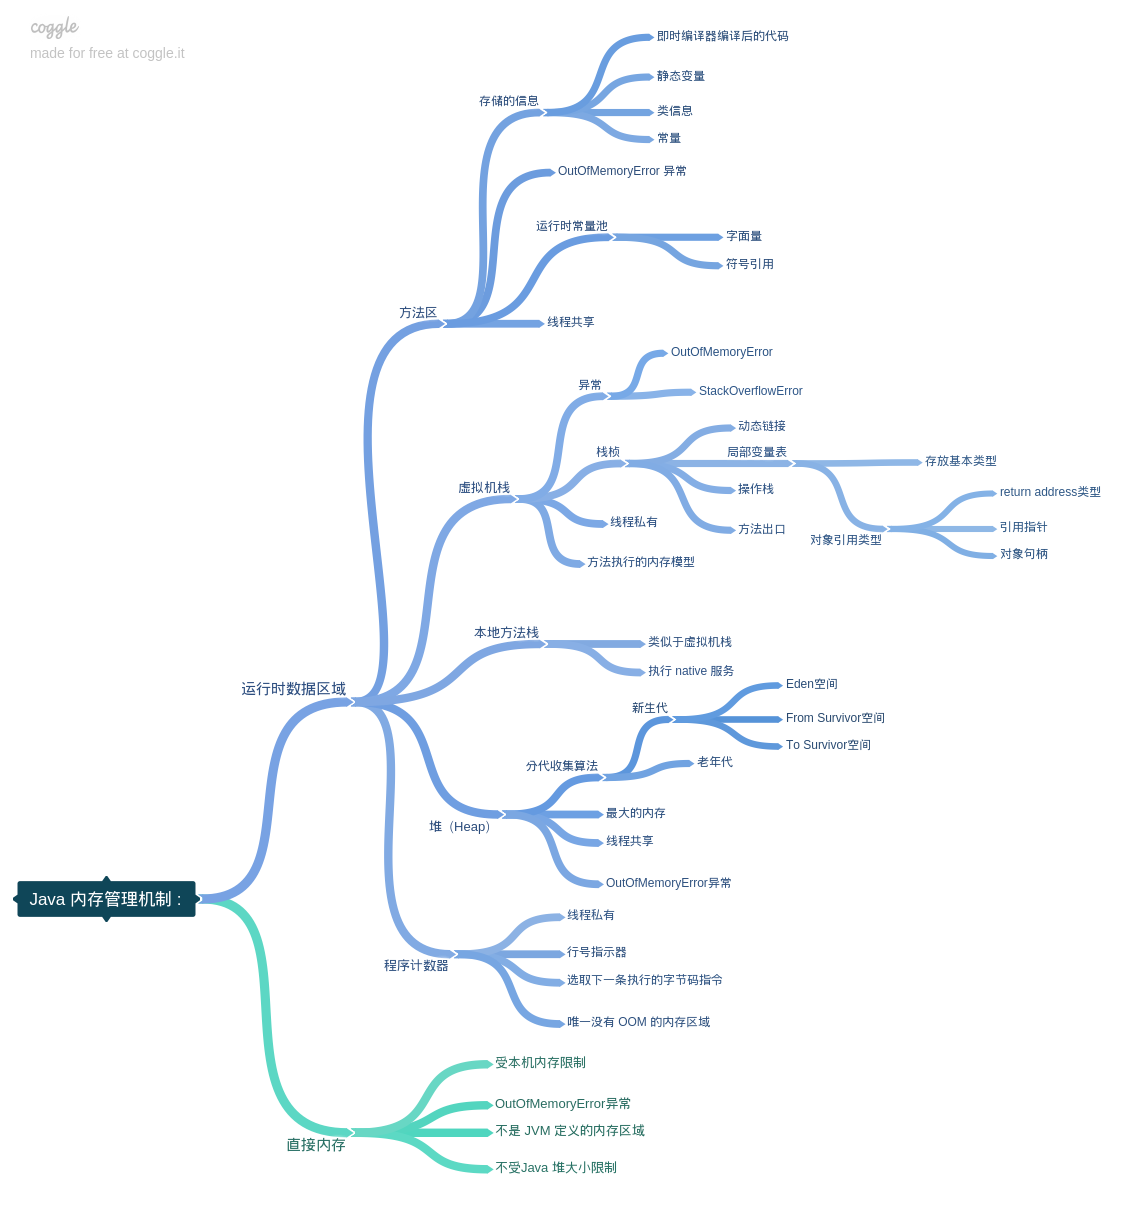 coggle
made for free at coggle.it
Java 内存管理机制 :
运行时数据区域
方法区
存储的信息
即时编译器编译后的代码
静态变量
类信息
常量
OutOfMemoryError 异常
运行时常量池
字面量
符号引用
线程共享
虚拟机栈
异常
OutOfMemoryError
StackOverflowError
栈桢
动态链接
局部变量表
存放基本类型
对象引用类型
return address类型
引用指针
对象句柄
操作栈
方法出口
线程私有
方法执行的内存模型
本地方法栈
类似于虚拟机栈
执行 native 服务
堆（Heap）
分代收集算法
新生代
Eden空间
From Survivor空间
To Survivor空间
老年代
最大的内存
线程共享
OutOfMemoryError异常
程序计数器
线程私有
行号指示器
选取下一条执行的字节码指令
唯一没有 OOM 的内存区域
直接内存
受本机内存限制
OutOfMemoryError异常
不是 JVM 定义的内存区域
不受Java 堆大小限制